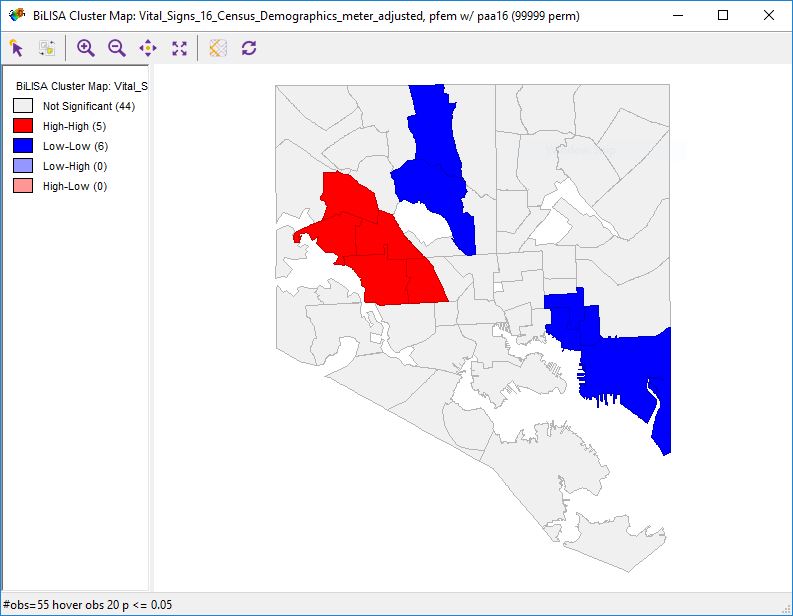 BiLISA Cluster Map: Vital_Signs_16_Census_Demographics_meter_adjusted, pfem w/ paa16 (99999 perm)
BiLISA Cluster Map: Vital_S
Not Significant (44)
High-High (5)
Low-Low (6)
Low-High (0)
High-Low (0)
#obs=55 hover obs 20 p <= 0.05